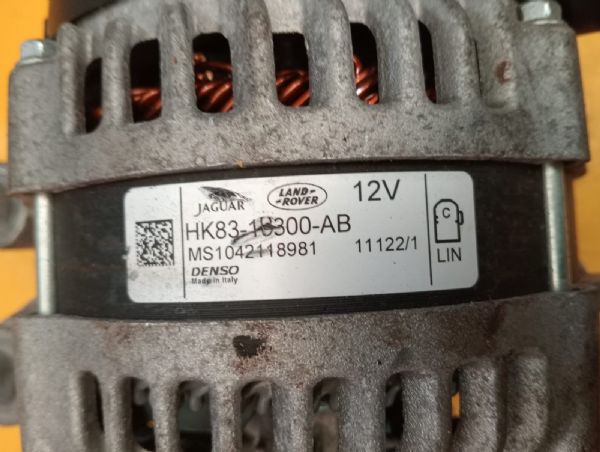 JAGUAR LAND-ROVER 12V
HK83-10300-AB
MS1042118981 11122/1
DENSO
Made in Italy
C
LIN